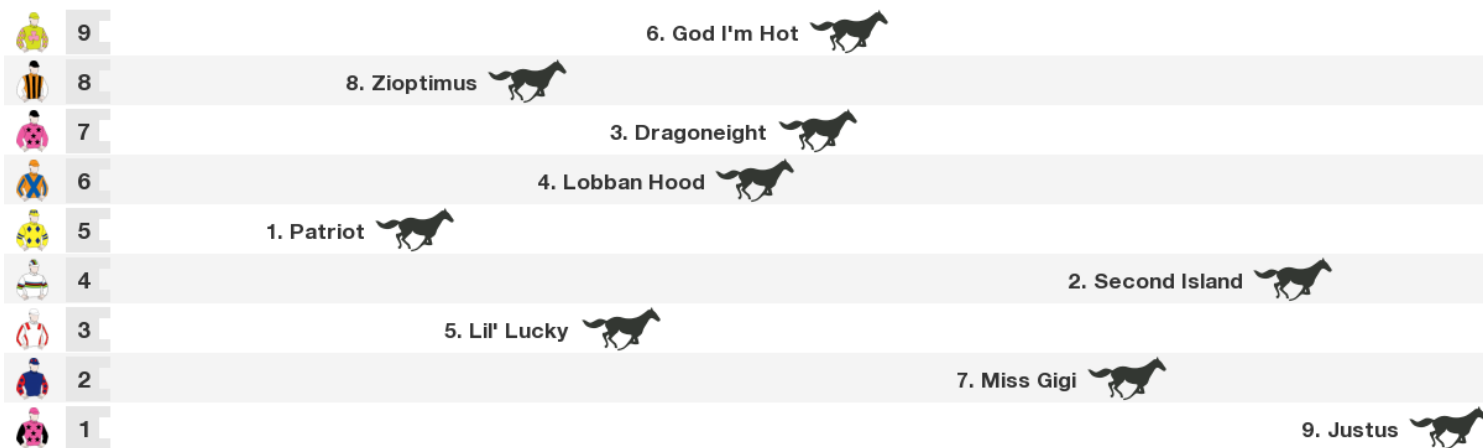 9 6. God I'm Hot
8 8. Zioptimus
7 3. Dragoneight
6 4. Lobban Hood
5 1. Patriot
4 2. Second Island
3 5. Lil' Lucky
2 7. Miss Gigi
1 9. Justus